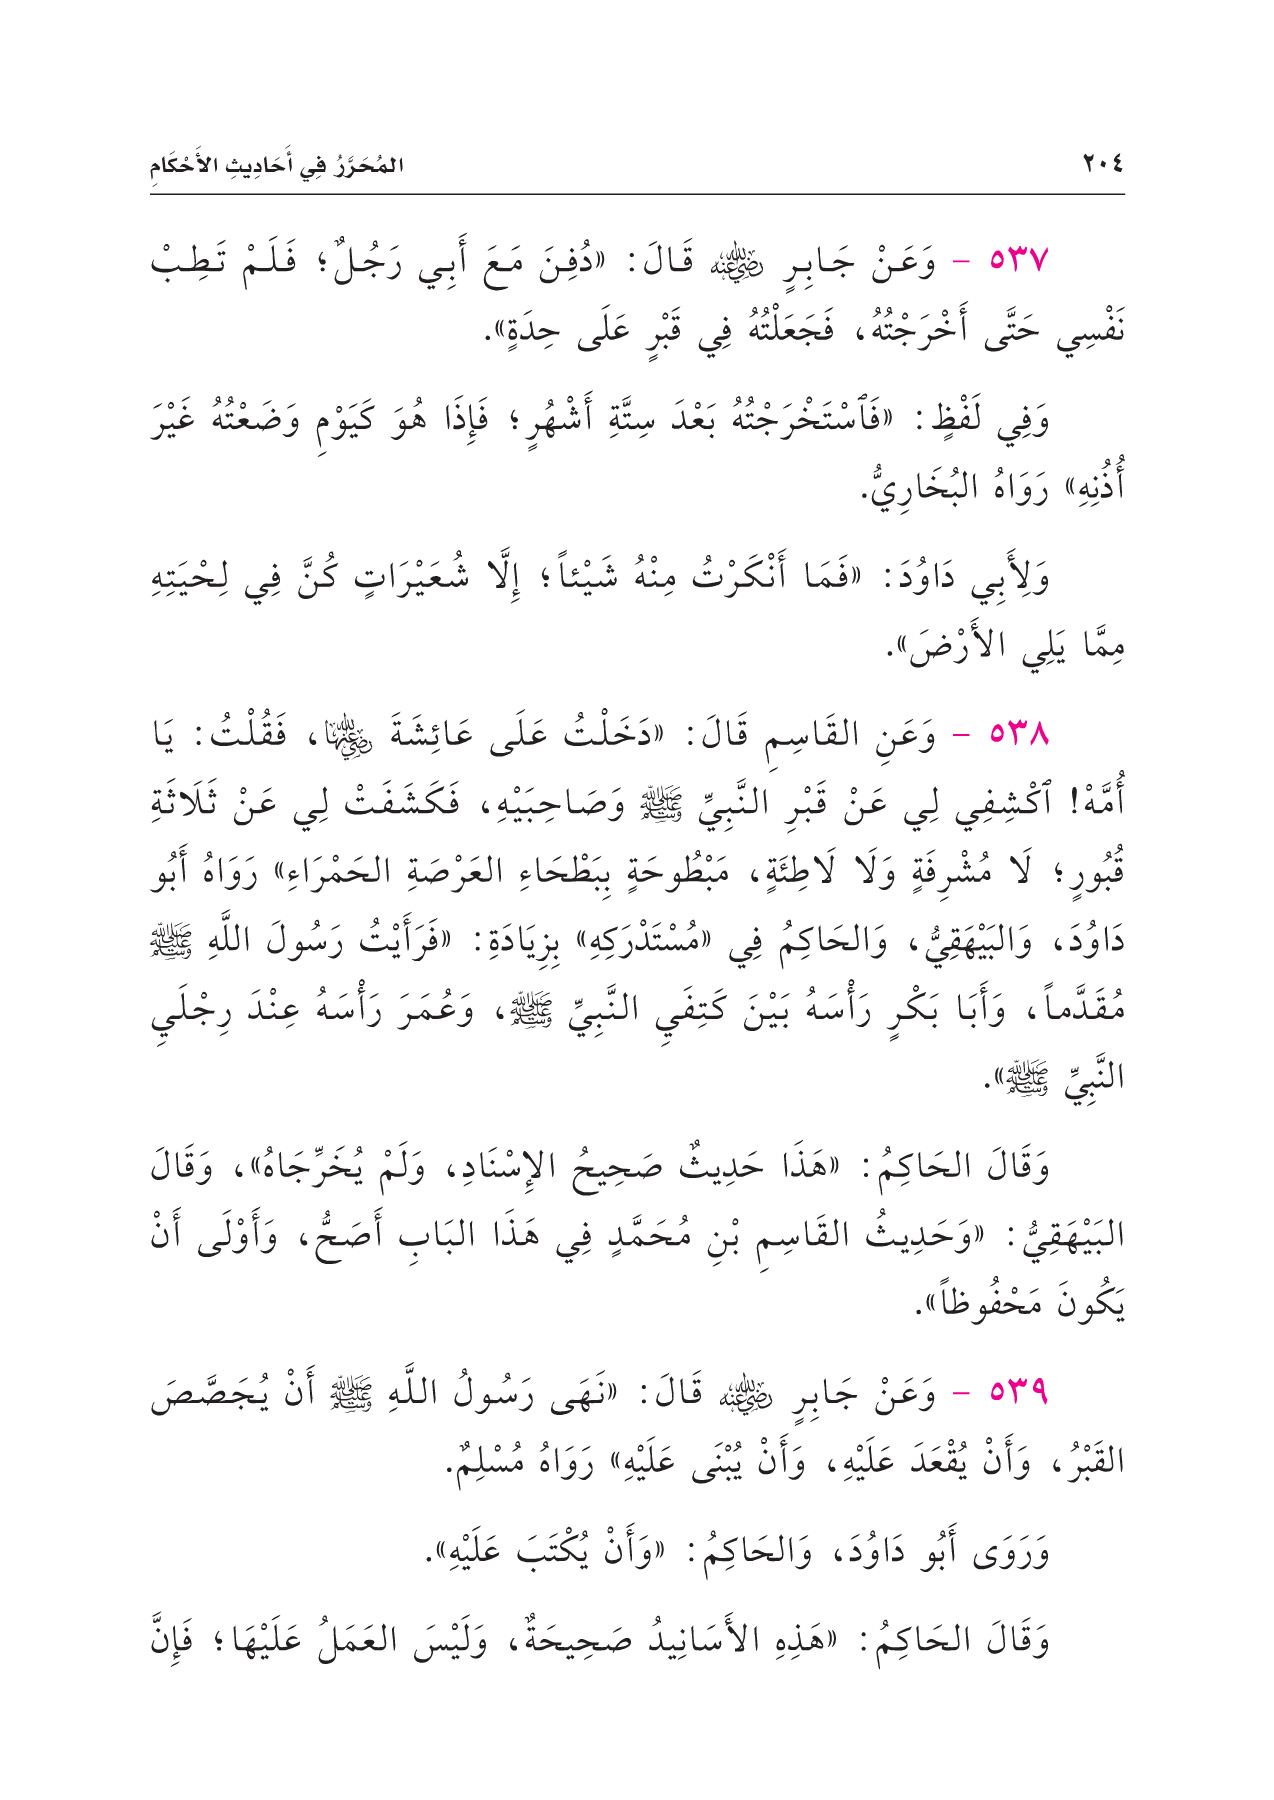 ٢٠٤ المُحَرَّرُ فِي أَحَادِيثِ الأَحْكَامِ
٥٣٧ - وَعَنْ جَابِرٍ رضي الله عنه قَالَ: «دُفِنَ مَعَ أَبِي رَجُلٌ؛ فَلَمْ تَطِبْ
نَفْسِي حَتَّى أَخْرَجْتُهُ، فَجَعَلْتُهُ فِي قَبْرٍ عَلَى حِدَةٍ».
وَفِي لَفْظٍ: «فَٱسْتَخْرَجْتُهُ بَعْدَ سِتَّةِ أَشْهُرٍ؛ فَإِذَا هُوَ كَيَوْمِ وَضَعْتُهُ غَيْرَ
أُذُنِهِ» رَوَاهُ البُخَارِيُّ.
وَلِأَبِي دَاوُدَ: «فَمَا أَنْكَرْتُ مِنْهُ شَيْئاً؛ إِلَّا شُعَيْرَاتٍ كُنَّ فِي لِحْيَتِهِ
مِمَّا يَلِي الأَرْضَ».
٥٣٨ - وَعَنِ القَاسِمِ قَالَ: «دَخَلْتُ عَلَى عَائِشَةَ رضي الله عنها، فَقُلْتُ: يَا
أُمَّهْ! ٱكْشِفِي لِي عَنْ قَبْرِ النَّبِيِّ ﷺ وَصَاحِبَيْهِ، فَكَشَفَتْ لِي عَنْ ثَلَاثَةِ
قُبُورٍ؛ لَا مُشْرِفَةٍ وَلَا لَاطِئَةٍ، مَبْطُوحَةٍ بِبَطْحَاءِ العَرْصَةِ الحَمْرَاءِ» رَوَاهُ أَبُو
دَاوُدَ، وَالبَيْهَقِيُّ، وَالحَاكِمُ فِي «مُسْتَدْرَكِهِ» بِزِيَادَةِ: «فَرَأَيْتُ رَسُولَ اللَّهِ ﷺ
مُقَدَّماً، وَأَبَا بَكْرٍ رَأْسَهُ بَيْنَ كَتِفَيِ النَّبِيِّ ﷺ، وَعُمَرَ رَأْسَهُ عِنْدَ رِجْلَيِ
النَّبِيِّ ﷺ».
وَقَالَ الحَاكِمُ: «هَذَا حَدِيثٌ صَحِيحُ الإِسْنَادِ، وَلَمْ يُخَرِّجَاهُ»، وَقَالَ
البَيْهَقِيُّ: «وَحَدِيثُ القَاسِمِ بْنِ مُحَمَّدٍ فِي هَذَا البَابِ أَصَحُّ، وَأَوْلَى أَنْ
يَكُونَ مَحْفُوظاً».
٥٣٩ - وَعَنْ جَابِرٍ رضي الله عنه قَالَ: «نَهَى رَسُولُ اللَّهِ ﷺ أَنْ يُجَصَّصَ
القَبْرُ، وَأَنْ يُقْعَدَ عَلَيْهِ، وَأَنْ يُبْنَى عَلَيْهِ» رَوَاهُ مُسْلِمٌ.
وَرَوَى أَبُو دَاوُدَ، وَالحَاكِمُ: «وَأَنْ يُكْتَبَ عَلَيْهِ».
وَقَالَ الحَاكِمُ: «هَذِهِ الأَسَانِيدُ صَحِيحَةٌ، وَلَيْسَ العَمَلُ عَلَيْهَا؛ فَإِنَّ